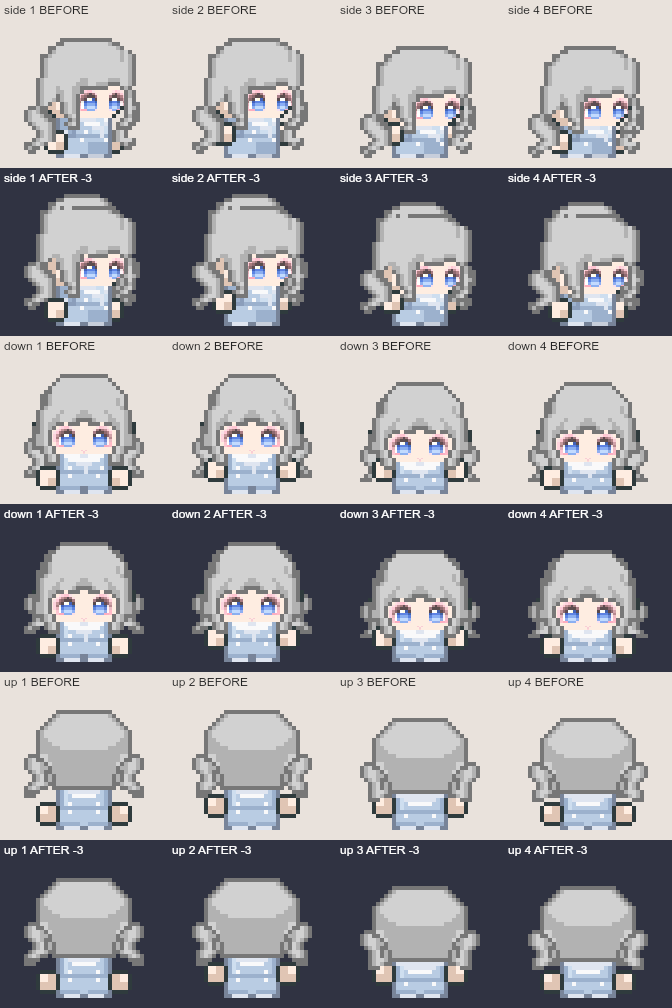 side 1 BEFORE side 2 BEFORE side 3 BEFORE side 4 BEFORE
side 1 AFTER -3 side 2 AFTER -3 side 3 AFTER -3 side 4 AFTER -3
down 1 BEFORE down 2 BEFORE down 3 BEFORE down 4 BEFORE
down 1 AFTER -3 down 2 AFTER -3 down 3 AFTER -3 down 4 AFTER -3
up 1 BEFORE up 2 BEFORE up 3 BEFORE up 4 BEFORE
up 1 AFTER -3 up 2 AFTER -3 up 3 AFTER -3 up 4 AFTER -3